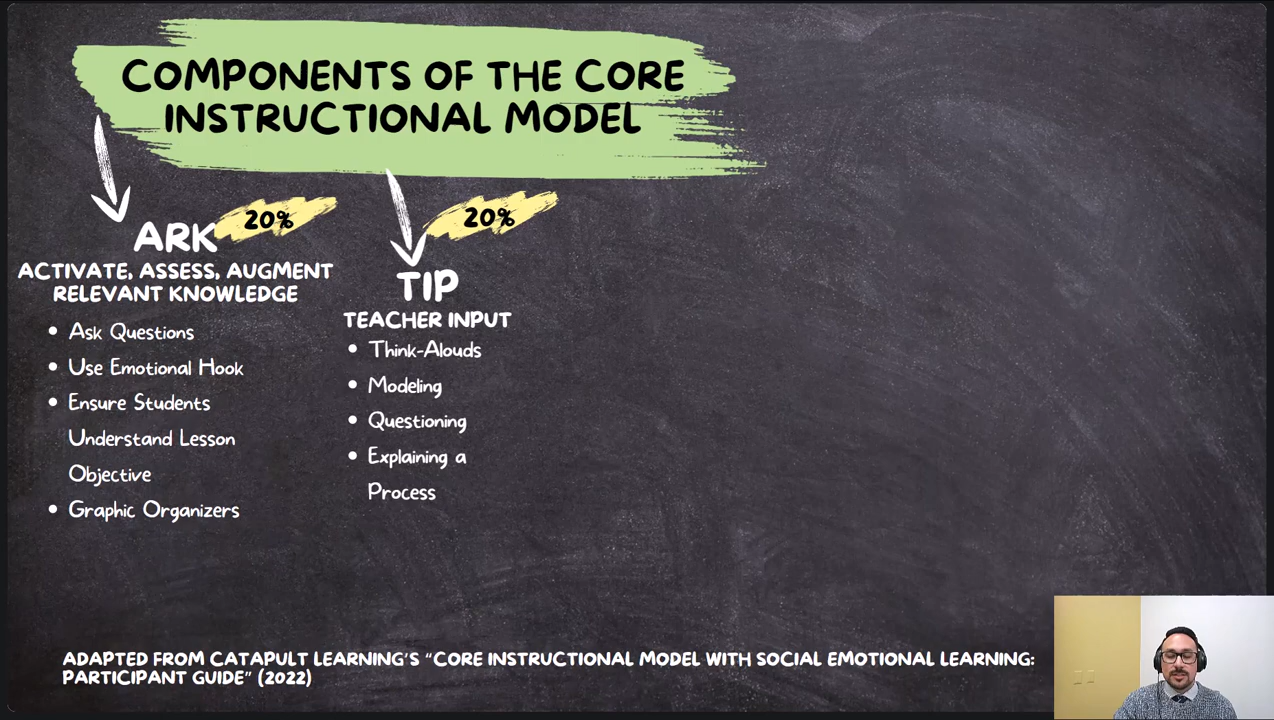 COMPONENTS OF THE CORE
INSTRUCTIONAL MODEL
ARK
20%
ACTIVATE, ASSESS, AUGMENT
RELEVANT KNOWLEDGE
• Ask Questions
• Use Emotional Hook
• Ensure Students
Understand Lesson
Objective
• Graphic Organizers
20%
TIP
TEACHER INPUT
• Think-Alouds
• Modeling
• Questioning
• Explaining a
Process
ADAPTED FROM CATAPULT LEARNING'S "CORE INSTRUCTIONAL MODEL WITH SOCIAL EMOTIONAL LEARNING:
PARTICIPANT GUIDE" (2022)